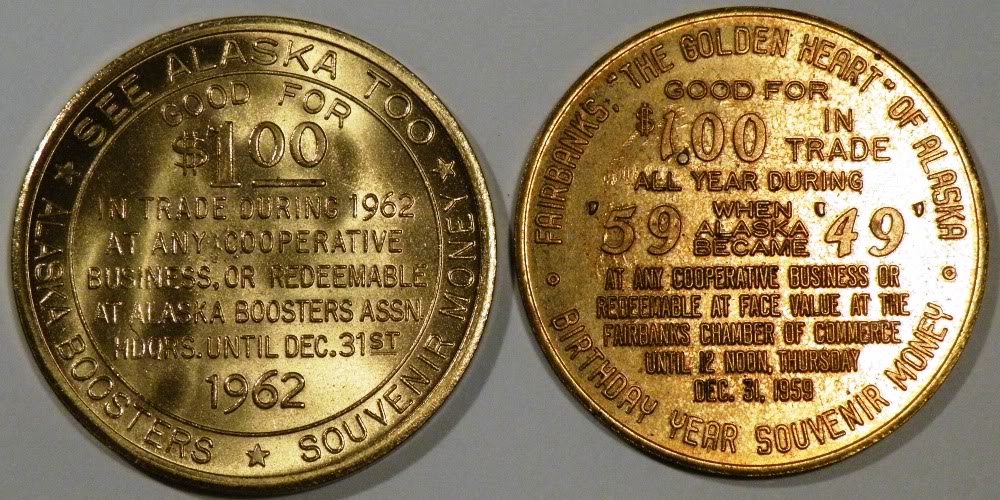 ★ SEE ALASKA TOO ★
ALASKA BOOSTERS ★ SOUVENIR MONEY
GOOD FOR
$1.00
IN TRADE DURING 1962
AT ANY COOPERATIVE
BUSINESS, OR REDEEMABLE
AT ALASKA BOOSTERS ASSN
HDQRS. UNTIL DEC. 31ST
1962
FAIRBANKS: "THE GOLDEN HEART" OF ALASKA
GOOD FOR
$1.00 IN TRADE
ALL YEAR DURING
'59 WHEN ALASKA BECAME '49'
AT ANY COOPERATIVE BUSINESS OR
REDEEMABLE AT FACE VALUE AT THE
FAIRBANKS CHAMBER OF COMMERCE
UNTIL 12 NOON, THURSDAY
DEC. 31, 1959
BIRTHDAY YEAR SOUVENIR MONEY